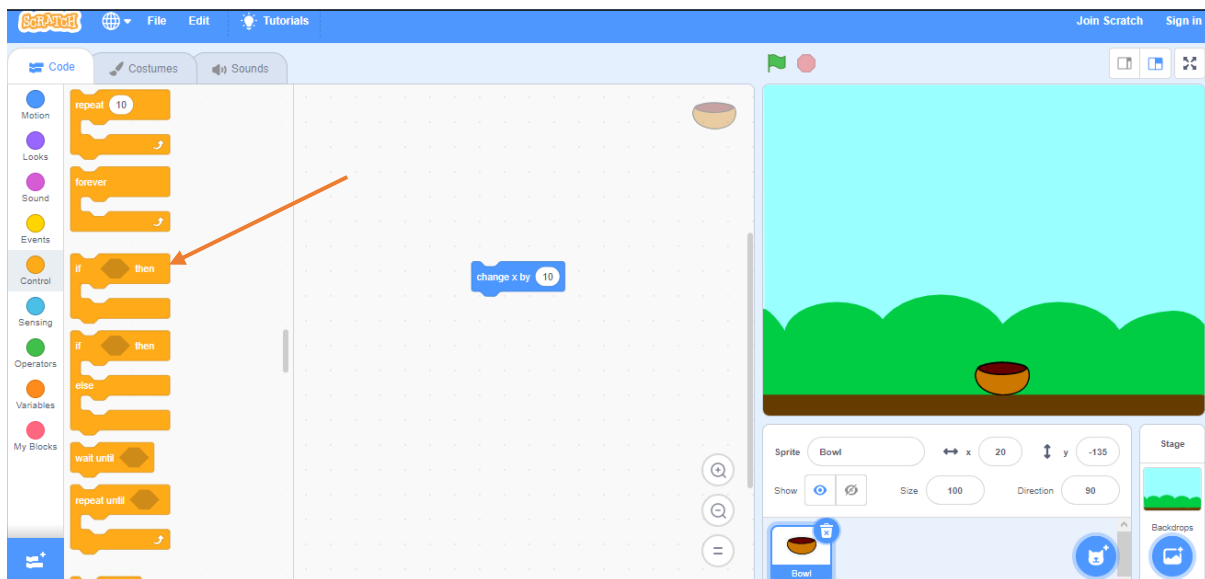 SCRATCH File Edit Tutorials Join Scratch Sign in
Code Costumes Sounds
Motion
Looks
Sound
Events
Control
Sensing
Operators
Variables
My Blocks
repeat 10
forever
if then
if then
else
wait until
repeat until
change x by 10
Sprite Bowl x 20 y -135
Show Size 100 Direction 90
Bowl
Stage
Backdrops